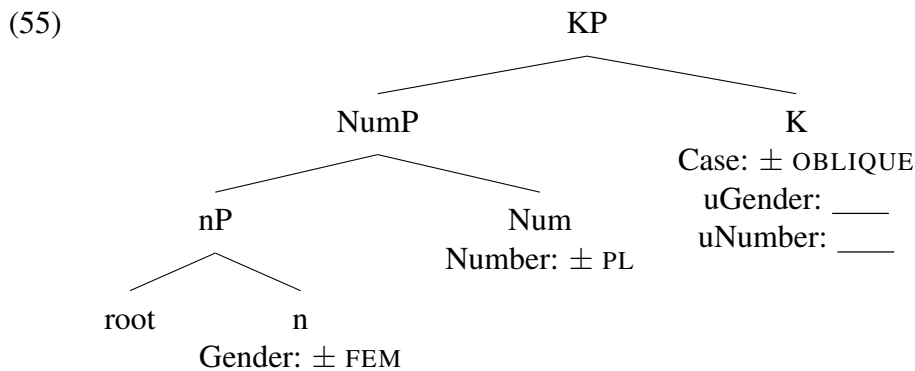 (55)
KP
NumP
K
Case: ± OBLIQUE
uGender: ____
uNumber: ____
nP
Num
Number: ± PL
root
n
Gender: ± FEM